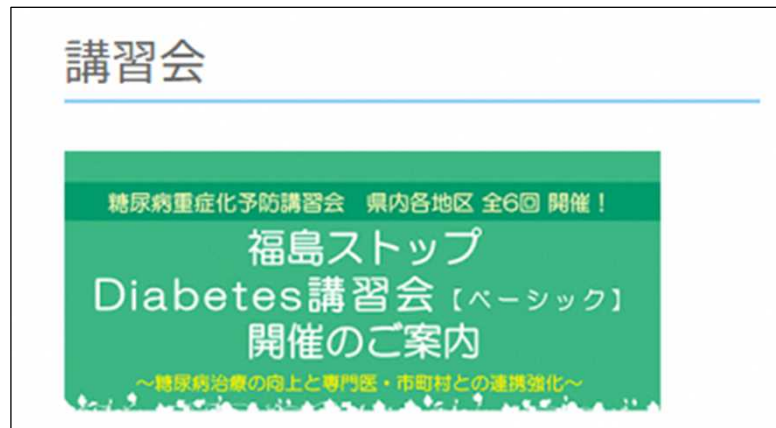 講習会
糖尿病重症化予防講習会　県内各地区 全6回 開催！
福島ストップ
Diabetes講習会【ベーシック】
開催のご案内
～糖尿病治療の向上と専門医・市町村との連携強化～